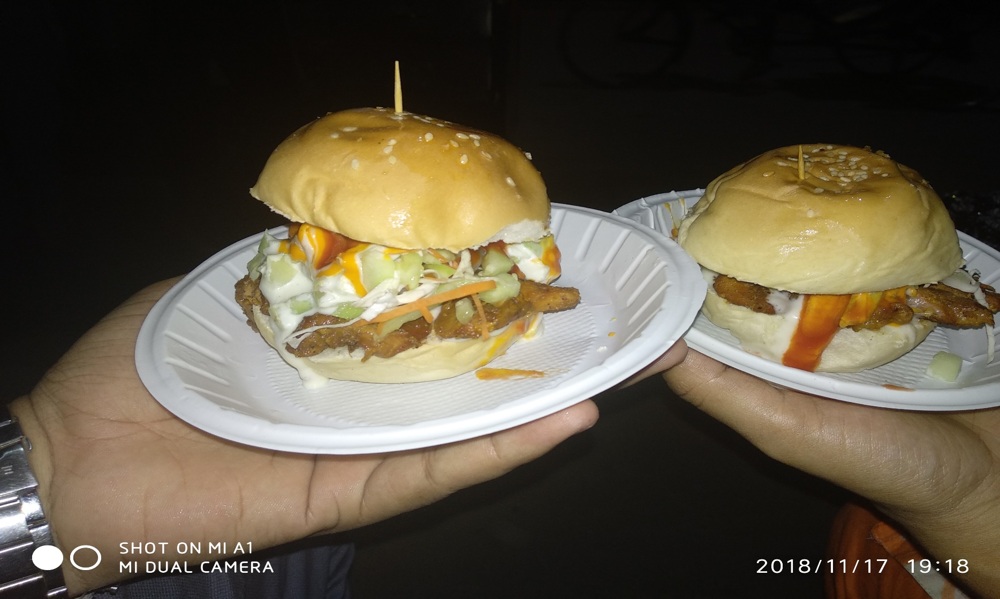 SHOT ON MI A1
MI DUAL CAMERA
2018/11/17 19:18